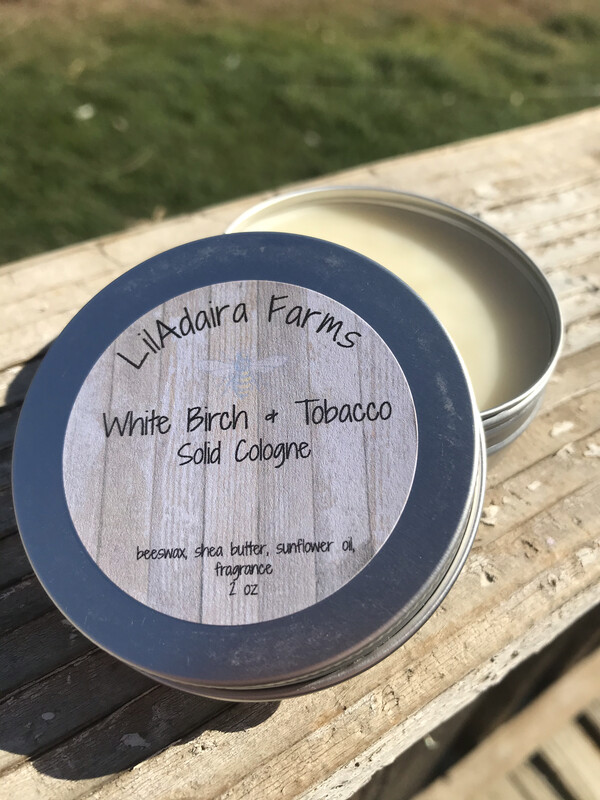 LilAdaira Farms
White Birch & Tobacco
Solid Cologne
beeswax, shea butter, sunflower oil,
fragrance
2 oz